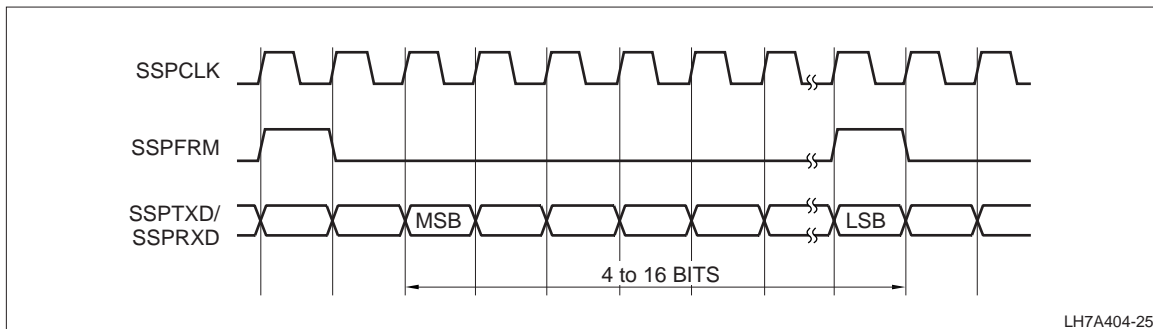 SSPCLK
SSPFRM
SSPTXD/
SSPRXD
MSB
LSB
4 to 16 BITS
LH7A404-25